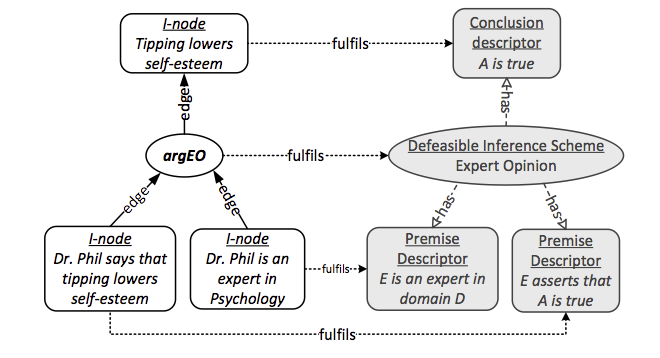 I-node
Tipping lowers
self-esteem
fulfils
Conclusion
descriptor
A is true
edge
has
argEO
fulfils
Defeasible Inference Scheme
Expert Opinion
edge
edge
has
has
I-node
Dr. Phil says that
tipping lowers
self-esteem
I-node
Dr. Phil is an
expert in
Psychology
fulfils
Premise
Descriptor
E is an expert in
domain D
Premise
Descriptor
E asserts that
A is true
fulfils